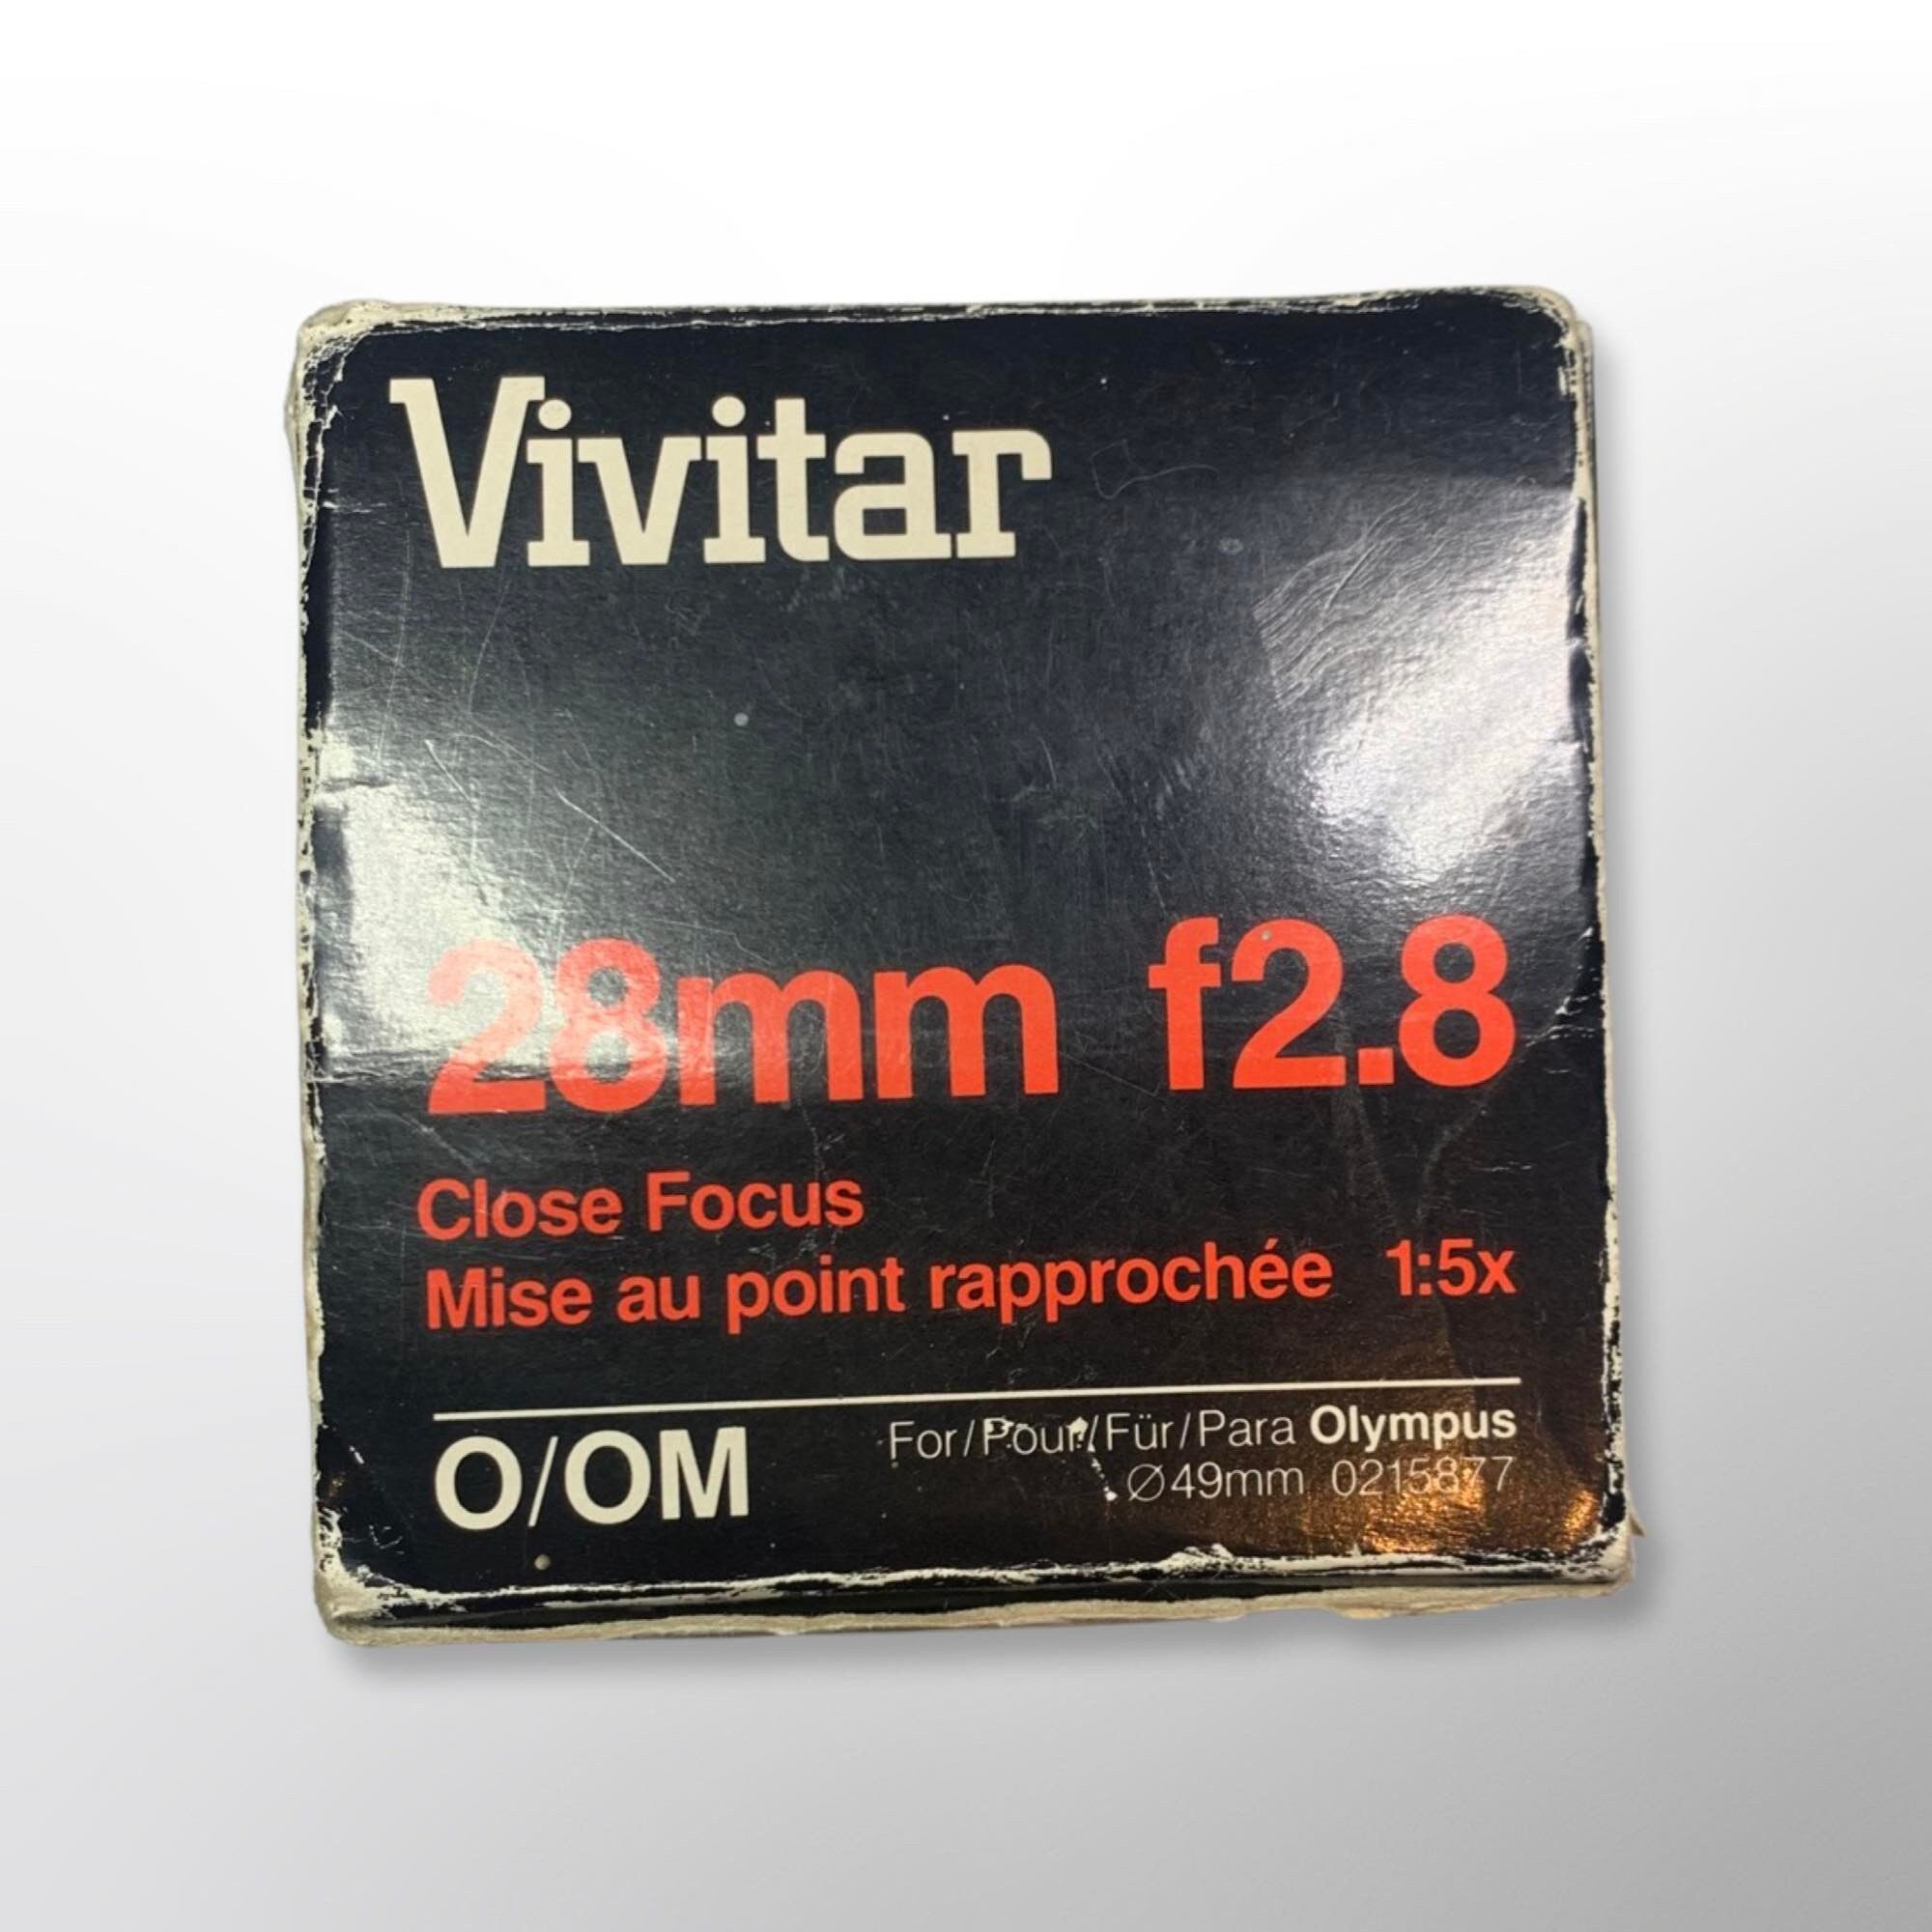 Vivitar
28mm f2.8
Close Focus
Mise au point rapprochée 1:5x
O/OM
For/Pour/Für/Para Olympus
Ø49mm 0215877